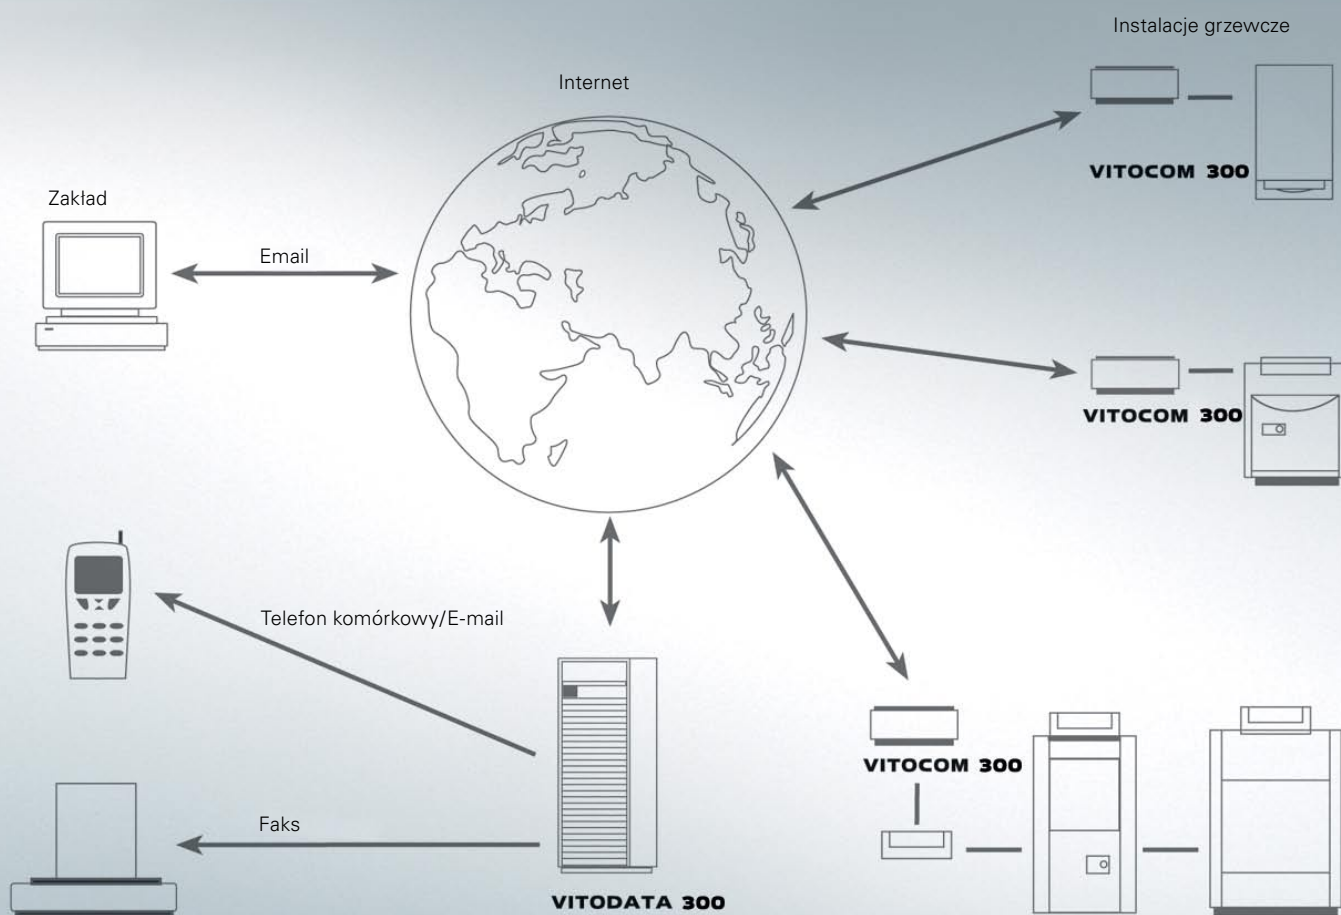 Instalacje grzewcze
Internet
VITOCOM 300
Zakład
Email
VITOCOM 300
Telefon komórkowy/E-mail
VITOCOM 300
Faks
VITODATA 300